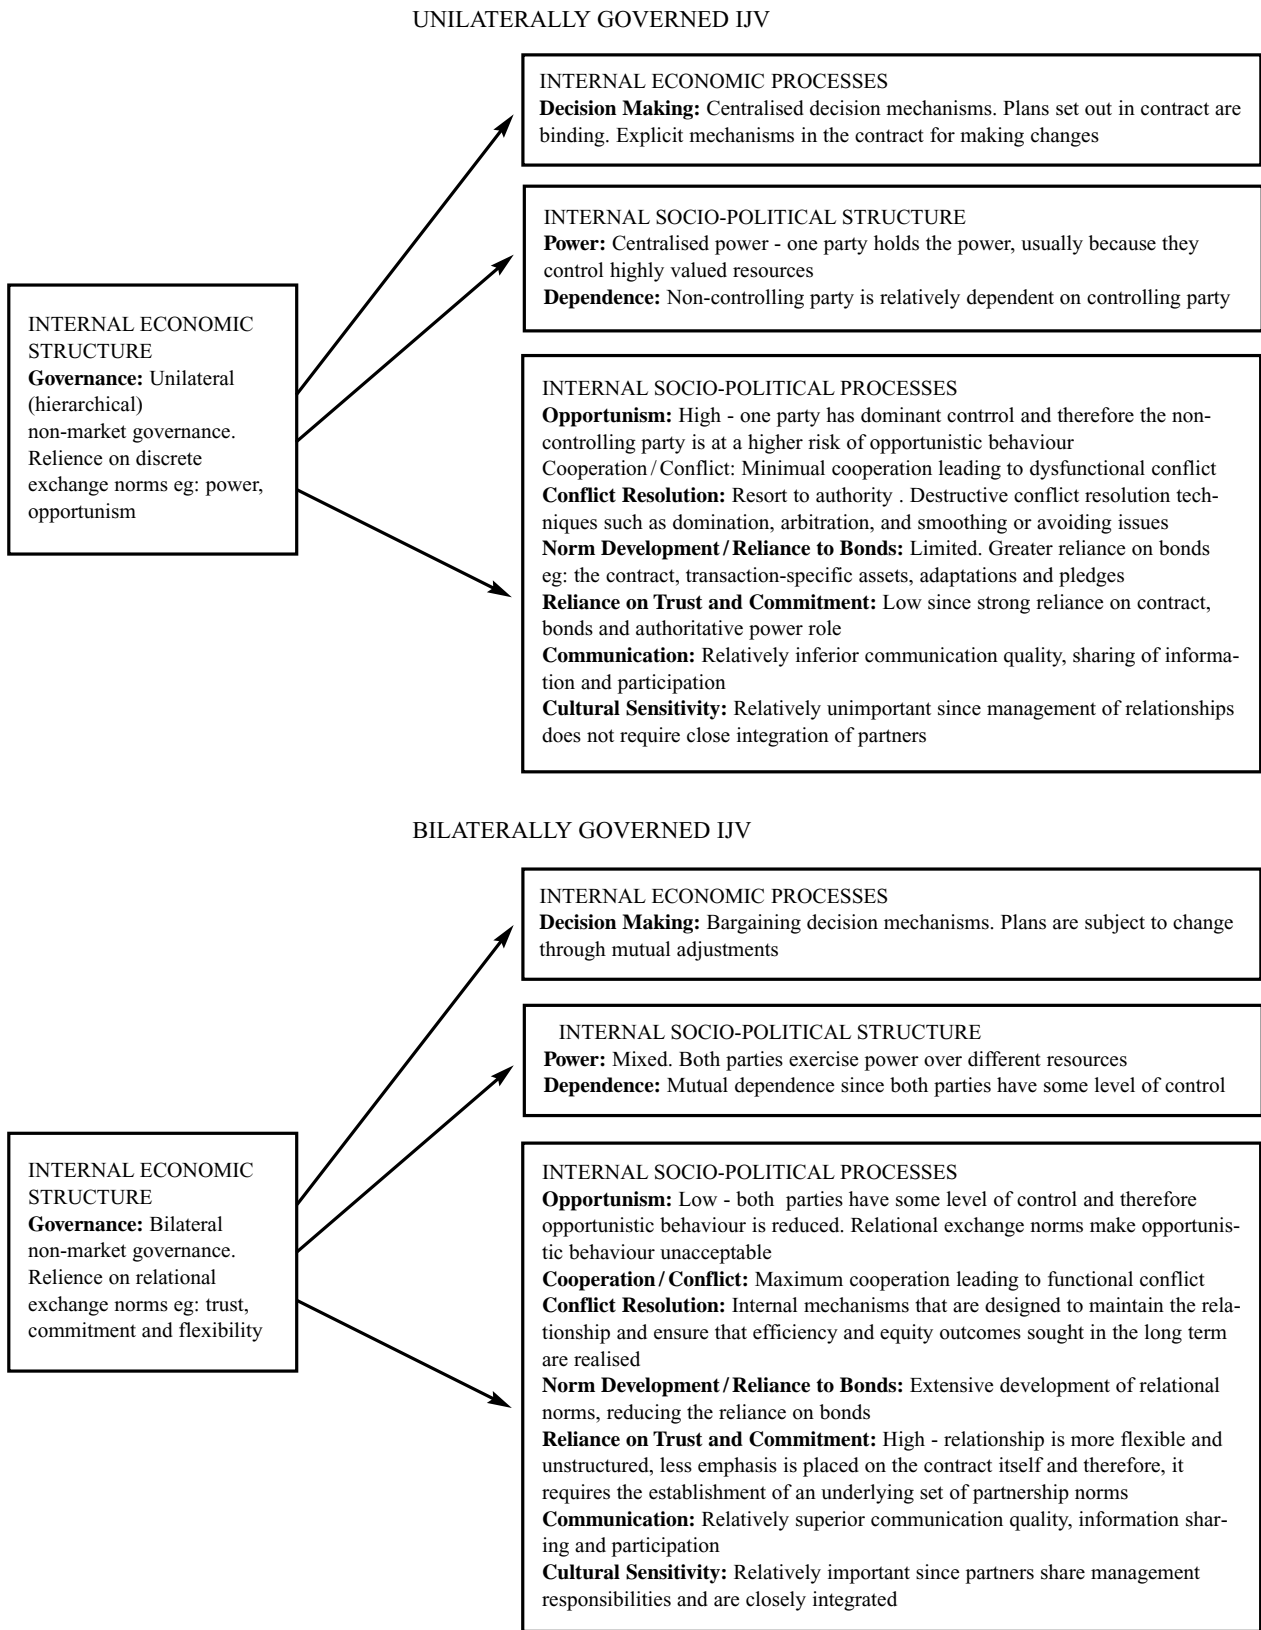 UNILATERALLY GOVERNED IJV
INTERNAL ECONOMIC PROCESSES
Decision Making: Centralised decision mechanisms. Plans set out in contract are
binding. Explicit mechanisms in the contract for making changes
INTERNAL SOCIO-POLITICAL STRUCTURE
Power: Centralised power - one party holds the power, usually because they
control highly valued resources
Dependence: Non-controlling party is relatively dependent on controlling party
INTERNAL ECONOMIC
STRUCTURE
Governance: Unilateral
(hierarchical)
non-market governance.
Relience on discrete
exchange norms eg: power,
opportunism
INTERNAL SOCIO-POLITICAL PROCESSES
Opportunism: High - one party has dominant contrrol and therefore the non-
controlling party is at a higher risk of opportunistic behaviour
Cooperation / Conflict: Minimual cooperation leading to dysfunctional conflict
Conflict Resolution: Resort to authority . Destructive conflict resolution tech-
niques such as domination, arbitration, and smoothing or avoiding issues
Norm Development / Reliance to Bonds: Limited. Greater reliance on bonds
eg: the contract, transaction-specific assets, adaptations and pledges
Reliance on Trust and Commitment: Low since strong reliance on contract,
bonds and authoritative power role
Communication: Relatively inferior communication quality, sharing of informa-
tion and participation
Cultural Sensitivity: Relatively unimportant since management of relationships
does not require close integration of partners
BILATERALLY GOVERNED IJV
INTERNAL ECONOMIC PROCESSES
Decision Making: Bargaining decision mechanisms. Plans are subject to change
through mutual adjustments
INTERNAL SOCIO-POLITICAL STRUCTURE
Power: Mixed. Both parties exercise power over different resources
Dependence: Mutual dependence since both parties have some level of control
INTERNAL ECONOMIC
STRUCTURE
Governance: Bilateral
non-market governance.
Relience on relational
exchange norms eg: trust,
commitment and flexibility
INTERNAL SOCIO-POLITICAL PROCESSES
Opportunism: Low - both parties have some level of control and therefore
opportunistic behaviour is reduced. Relational exchange norms make opportunis-
tic behaviour unacceptable
Cooperation / Conflict: Maximum cooperation leading to functional conflict
Conflict Resolution: Internal mechanisms that are designed to maintain the rela-
tionship and ensure that efficiency and equity outcomes sought in the long term
are realised
Norm Development / Reliance to Bonds: Extensive development of relational
norms, reducing the reliance on bonds
Reliance on Trust and Commitment: High - relationship is more flexible and
unstructured, less emphasis is placed on the contract itself and therefore, it
requires the establishment of an underlying set of partnership norms
Communication: Relatively superior communication quality, information shar-
ing and participation
Cultural Sensitivity: Relatively important since partners share management
responsibilities and are closely integrated